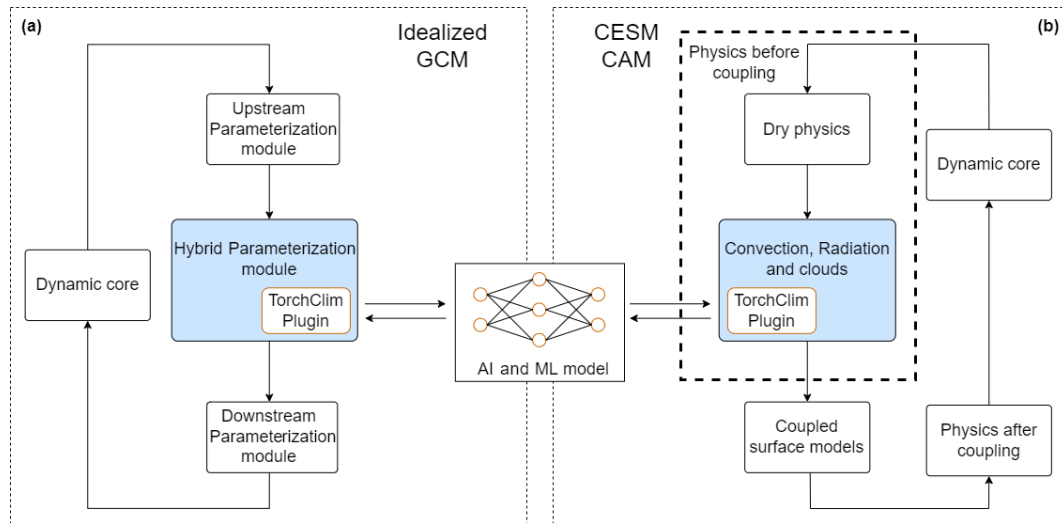 (a)
Idealized
GCM
Upstream
Parameterization
module
Hybrid Parameterization
module
TorchClim
Plugin
Dynamic core
Downstream
Parameterization
module
AI and ML model
CESM
CAM
(b)
Physics before
coupling
Dry physics
Dynamic core
Convection, Radiation
and clouds
TorchClim
Plugin
Coupled
surface models
Physics after
coupling